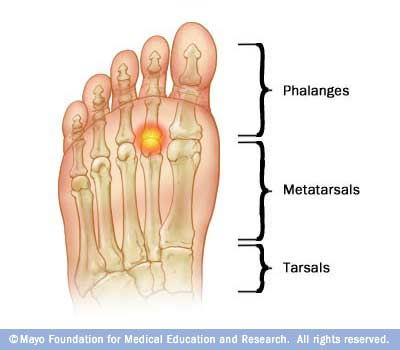 Phalanges
Metatarsals
Tarsals
©Mayo Foundation for Medical Education and Research. All rights reserved.